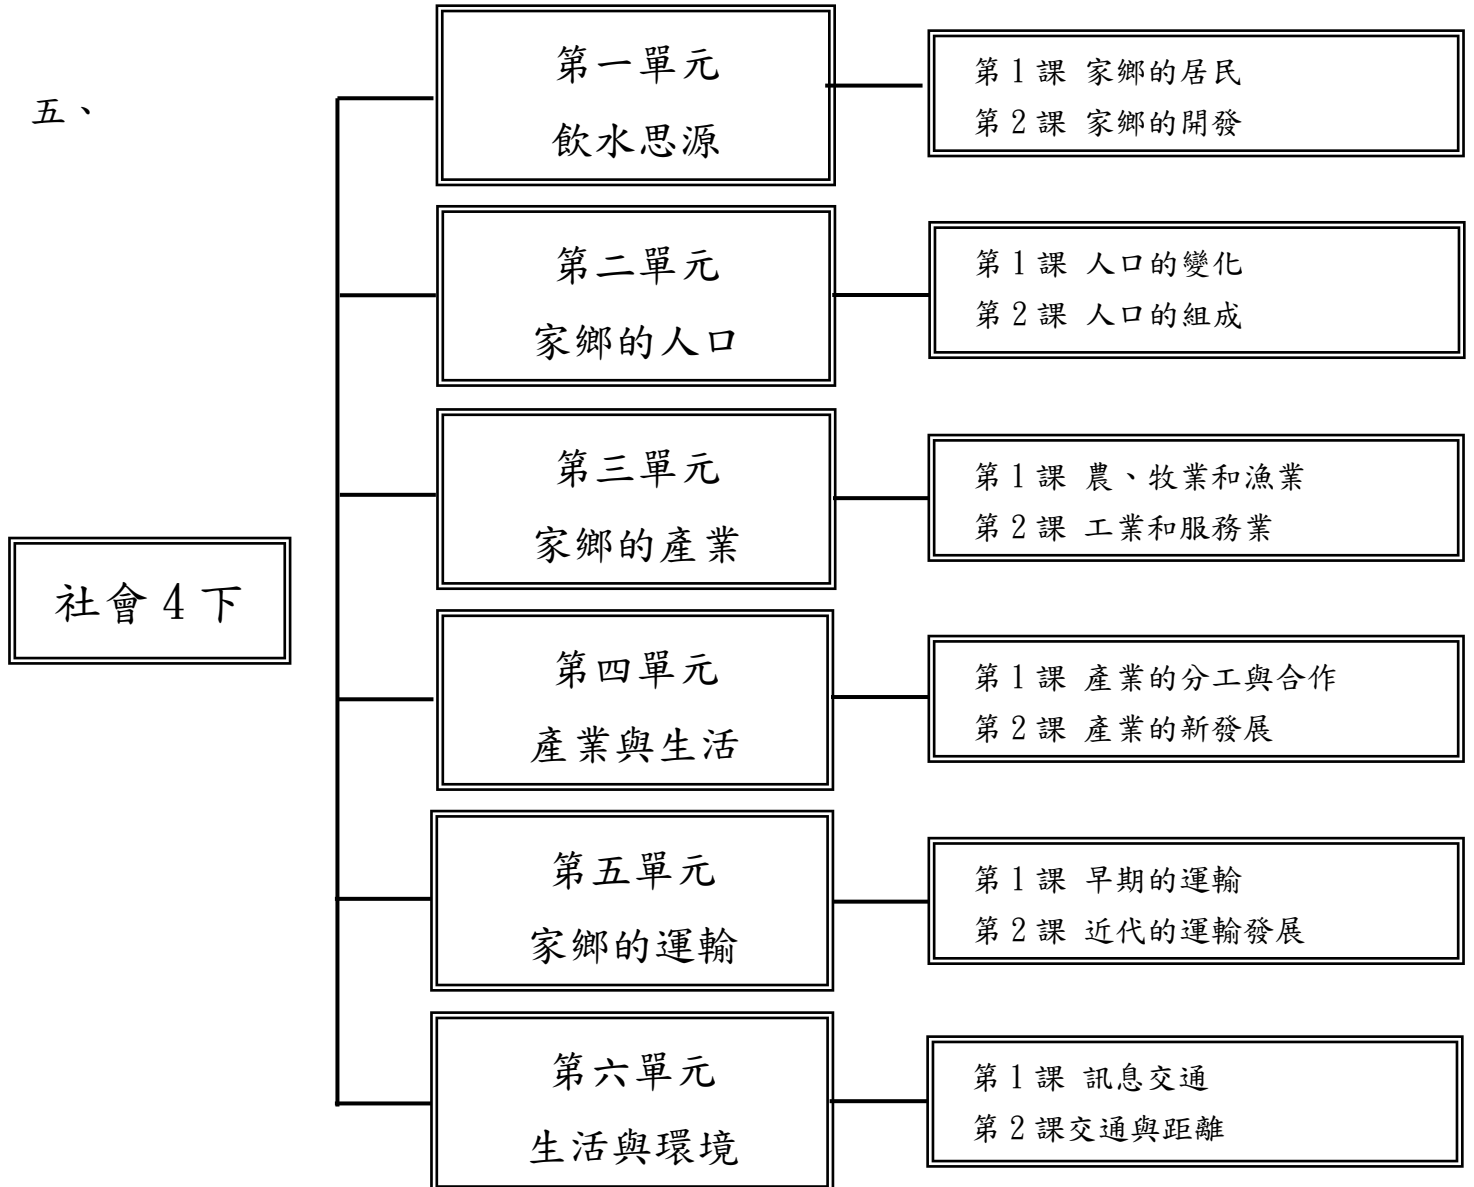 五、
社會4下
第一單元
飲水思源
第1課 家鄉的居民
第2課 家鄉的開發
第二單元
家鄉的人口
第1課 人口的變化
第2課 人口的組成
第三單元
家鄉的產業
第1課 農、牧業和漁業
第2課 工業和服務業
第四單元
產業與生活
第1課 產業的分工與合作
第2課 產業的新發展
第五單元
家鄉的運輸
第1課 早期的運輸
第2課 近代的運輸發展
第六單元
生活與環境
第1課 訊息交通
第2課交通與距離